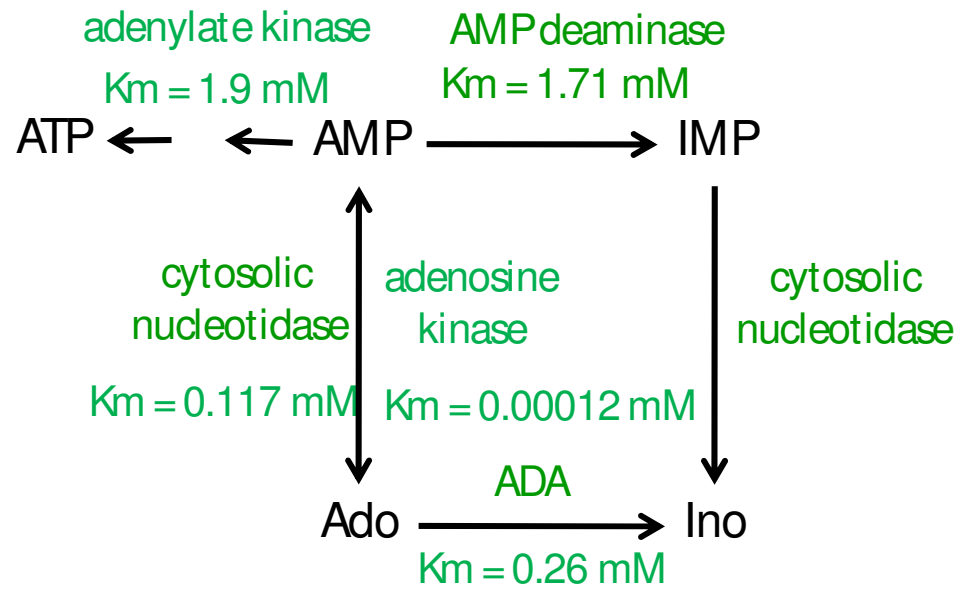 adenylate kinase
Km = 1.9 mM
AMP deaminase
Km = 1.71 mM
ATP
AMP
IMP
cytosolic
nucleotidase
Km = 0.117 mM
adenosine
kinase
Km = 0.00012 mM
cytosolic
nucleotidase
ADA
Ado
Ino
Km = 0.26 mM